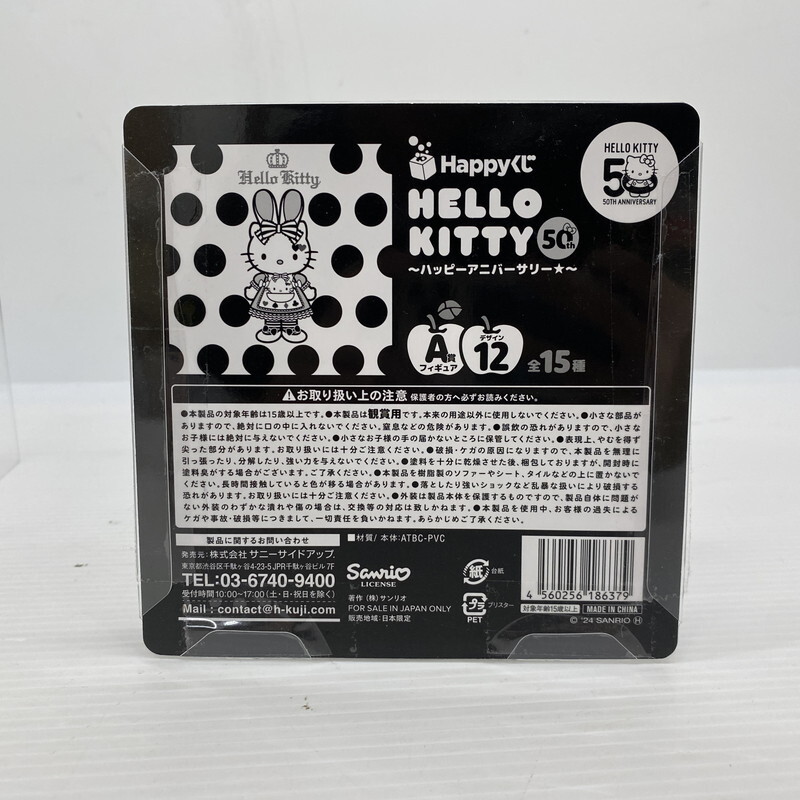 Hello Kitty
Happyくじ
HELLO
KITTY 50th
～ハッピーアニバーサリー★～
HELLO KITTY
50
50TH ANNIVERSARY
A賞
フィギュア
デザイン
12
全15種
⚠お取り扱い上の注意 保護者の方へ必ずお読みください。
●本製品の対象年齢は15歳以上です。●本製品は観賞用です。本来の用途以外に使用しないでください。●小さな部品が
ありますので、絶対に口の中に入れないでください。窒息などの危険があります。●誤飲の恐れがありますので、小さな
お子様には絶対に与えないでください。●小さなお子様の手の届かないところに保管してください。●表現上、やむを得ず
尖った部分があります。お取り扱いには十分ご注意ください。●破損・ケガの原因になりますので、本製品を無理に
引っ張ったり、分解したり、強い力を与えないでください。●塗料を十分に乾燥させた後、梱包しておりますが、開封時に
塗料臭がする場合がございます。ご了承ください。●本製品を樹脂製のソファーやシート、タイルなどの上に置かないで
ください。長時間接触していると色が移る場合があります。●落としたり強いショックなど乱暴な扱いにより破損する
恐れがあります。お取り扱いには十分ご注意ください。●外装は製品本体を保護するものですので、製品自体に問題が
ない外装のわずかな潰れや傷の場合は、交換等の対応は致しかねます。●本製品を使用中、お客様の過失による
ケガや事故・破損等につきまして、一切責任を負いかねます。あらかじめご了承ください。
製品に関するお問い合わせ
発売元：株式会社 サニーサイドアップ
東京都渋谷区千駄ヶ谷4-23-5 JPR千駄ヶ谷ビル 7F
TEL:03-6740-9400
受付時間10:00～17:00（土・日・祝日を除く）
Mail : contact@h-kuji.com
■材質/ 本体：ATBC-PVC
Sanrio
LICENSE
著作（株）サンリオ
FOR SALE IN JAPAN ONLY
販売地域：日本限定
紙 台紙
プラ ブリスター
PET
4 560256 186379
対象年齢15歳以上
MADE IN CHINA
© '24 SANRIO Ⓗ